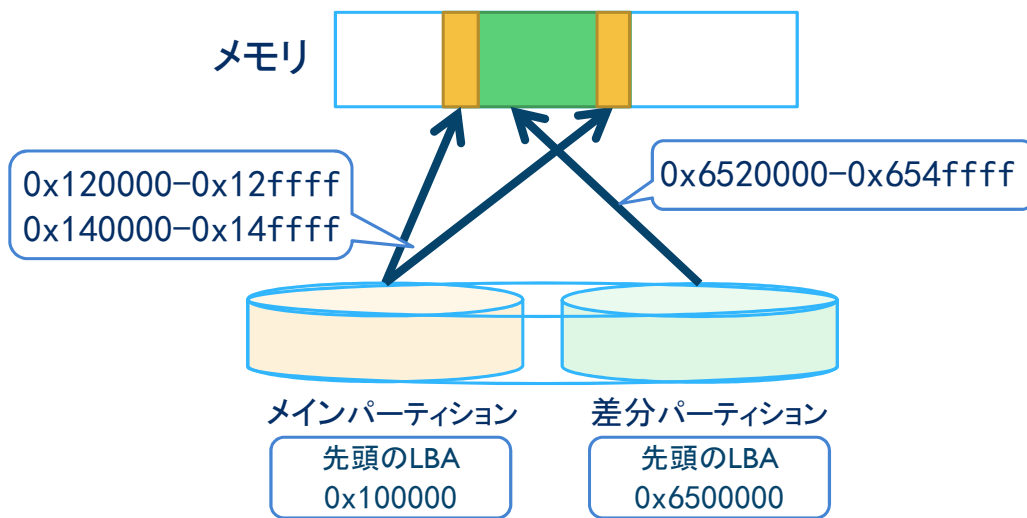 メモリ
0x120000-0x12ffff
0x140000-0x14ffff
0x6520000-0x654ffff
メインパーティション
差分パーティション
先頭のLBA
0x100000
先頭のLBA
0x6500000